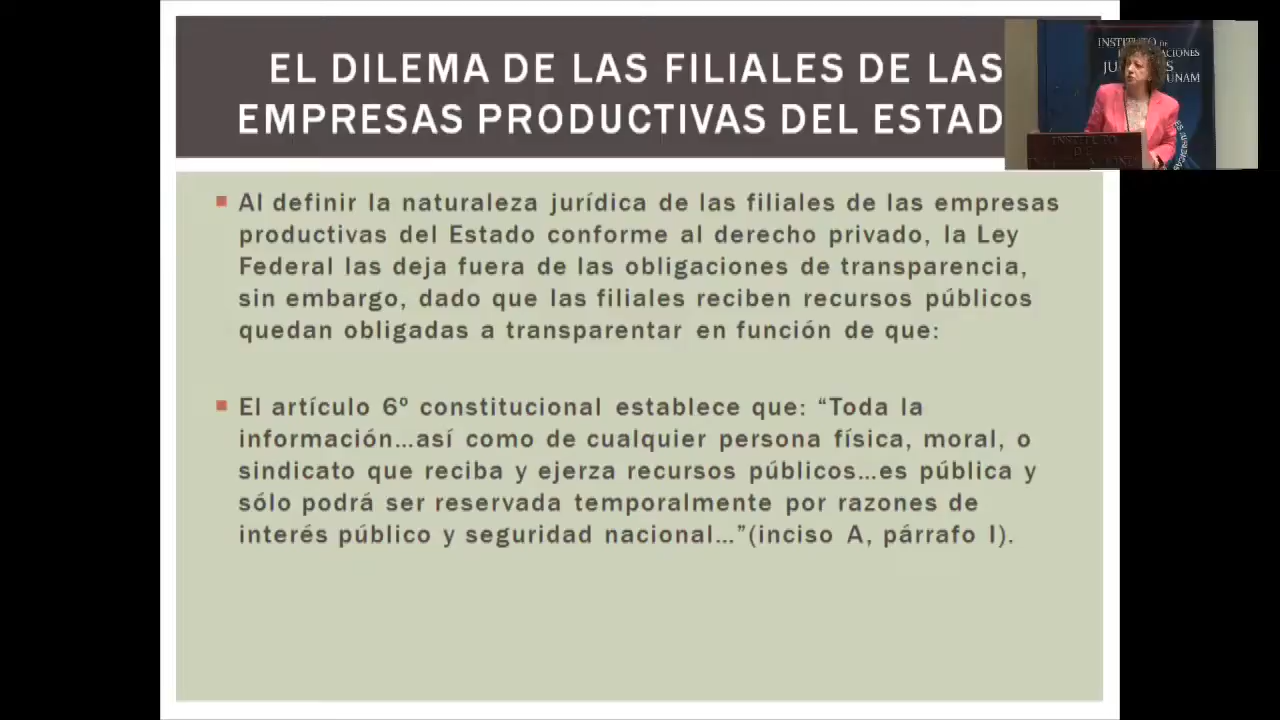 EL DILEMA DE LAS FILIALES DE LAS
EMPRESAS PRODUCTIVAS DEL ESTAD
INSTITUTO DE
JU
UNAM
INSTITUTO
DE
Al definir la naturaleza jurídica de las filiales de las empresas
productivas del Estado conforme al derecho privado, la Ley
Federal las deja fuera de las obligaciones de transparencia,
sin embargo, dado que las filiales reciben recursos públicos
quedan obligadas a transparentar en función de que:
El artículo 6º constitucional establece que: “Toda la
información...así como de cualquier persona física, moral, o
sindicato que reciba y ejerza recursos públicos...es pública y
sólo podrá ser reservada temporalmente por razones de
interés público y seguridad nacional...”(inciso A, párrafo I).